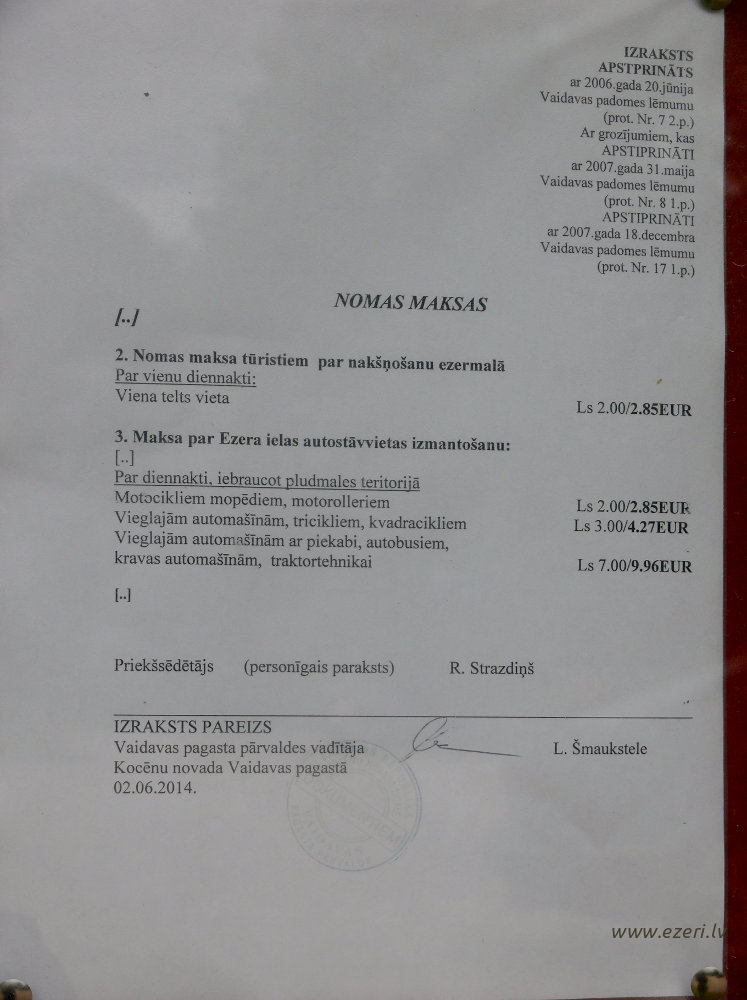 IZRAKSTS
APSTPRINĀTS
ar 2006.gada 20.jūnija
Vaidavas padomes lēmumu
(prot. Nr. 7 2.p.)
Ar grozījumiem, kas
APSTIPRINĀTI
ar 2007.gada 31.maija
Vaidavas padomes lēmumu
(prot. Nr. 8 1.p.)
APSTIPRINĀTI
ar 2007.gada 18.decembra
Vaidavas padomes lēmumu
(prot. Nr. 17 1.p.)
NOMAS MAKSAS
[..]
2. Nomas maksa tūristiem par nakšņošanu ezermalā
Par vienu diennakti:
Viena telts vieta Ls 2.00/2.85EUR
3. Maksa par Ezera ielas autostāvvietas izmantošanu:
[..]
Par diennakti, iebraucot pludmales teritorijā
Motocikliem mopēdiem, motorolleriem Ls 2.00/2.85EUR
Vieglajām automašīnām, tricikliem, kvadracikliem Ls 3.00/4.27EUR
Vieglajām automašīnām ar piekabi, autobusiem,
kravas automašīnām, traktortehnikai Ls 7.00/9.96EUR
[..]
Priekšsēdētājs (personīgais paraksts) R. Strazdiņš
IZRAKSTS PAREIZS
Vaidavas pagasta pārvaldes vadītāja L. Šmaukstele
Kocēnu novada Vaidavas pagastā
02.06.2014.
www.ezeri.lv